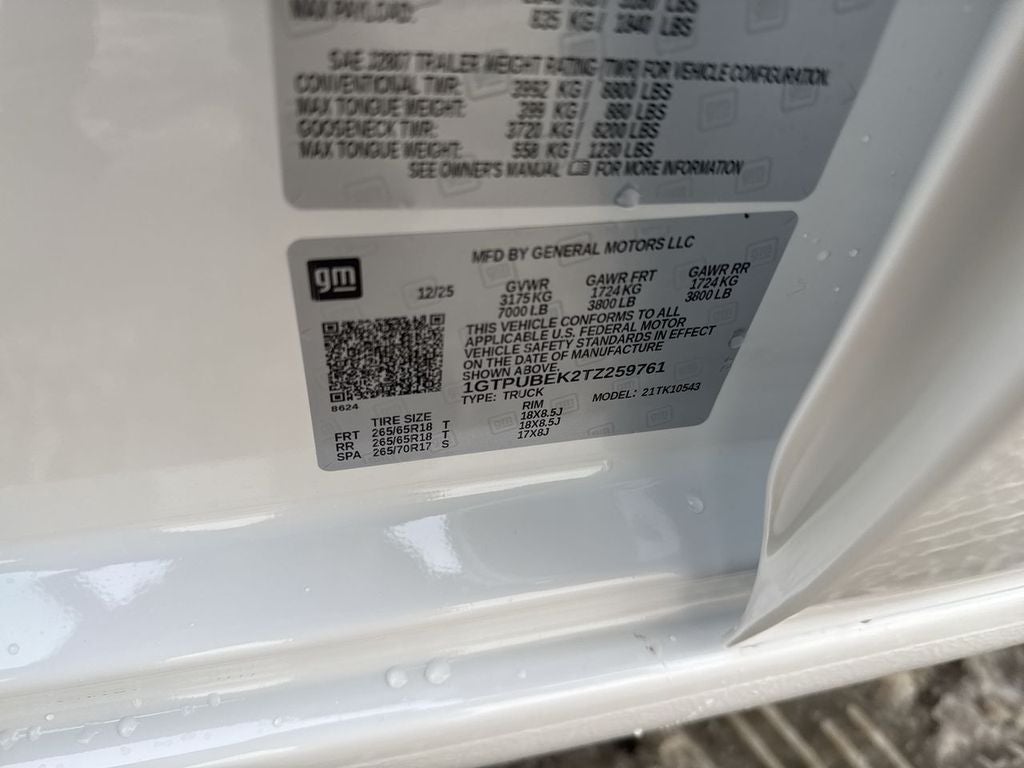 MAX PAYLOAD: 835 KG / 1840 LBS
SAE J2807 TRAILER WEIGHT RATING (TWR) FOR VEHICLE CONFIGURATION.
CONVENTIONAL TWR: 3992 KG / 8800 LBS
MAX TONGUE WEIGHT: 399 KG / 880 LBS
GOOSENECK TWR: 3720 KG / 8200 LBS
MAX TONGUE WEIGHT: 558 KG / 1230 LBS
SEE OWNER'S MANUAL FOR MORE INFORMATION
gm
MFD BY GENERAL MOTORS LLC
12/25 GVWR GAWR FRT GAWR RR
3175 KG 1724 KG 1724 KG
7000 LB 3800 LB 3800 LB
THIS VEHICLE CONFORMS TO ALL
APPLICABLE U.S. FEDERAL MOTOR
VEHICLE SAFETY STANDARDS IN EFFECT
ON THE DATE OF MANUFACTURE
SHOWN ABOVE.
1GTPUBEK2TZ259761
TYPE: TRUCK MODEL: 21TK10543
8624
TIRE SIZE RIM
FRT 265/65R18 T 18X8.5J
RR 265/65R18 T 18X8.5J
SPA 265/70R17 S 17X8J